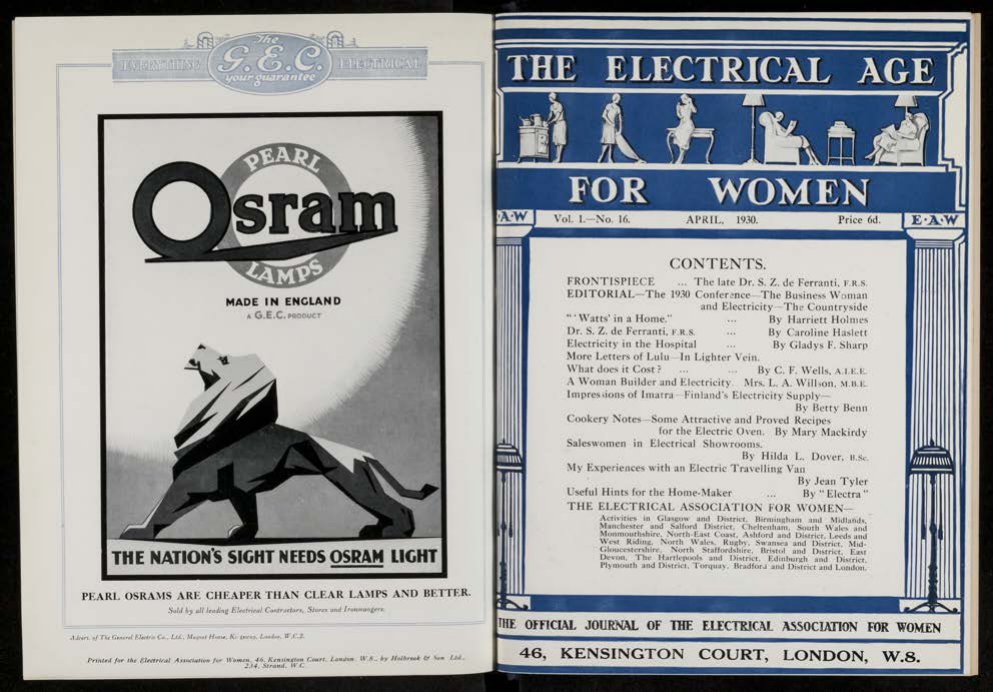 The
EVERYTHING G.E.C. ELECTRICAL
your guarantee
PEARL
Osram
LAMPS
MADE IN ENGLAND
A G.E.C. PRODUCT
THE NATION'S SIGHT NEEDS OSRAM LIGHT
PEARL OSRAMS ARE CHEAPER THAN CLEAR LAMPS AND BETTER.
Sold by all leading Electrical Contractors, Stores and Ironmongers.
Advert. of The General Electric Co., Ltd., Magnet House, Kingsway, London, W.C.2.
Printed for the Electrical Association for Women, 46, Kensington Court, London, W.8., by Holbrook & Son Ltd.,
234, Strand, W.C.
THE ELECTRICAL AGE
FOR WOMEN
E·A·W Vol. 1.—No. 16. APRIL, 1930. Price 6d. E·A·W
CONTENTS.
FRONTISPIECE ... The late Dr. S. Z. de Ferranti, F.R.S.
EDITORIAL—The 1930 Conference—The Business Woman
and Electricity—The Countryside
"'Watts' in a Home." ... By Harriett Holmes
Dr. S. Z. de Ferranti, F.R.S. ... By Caroline Haslett
Electricity in the Hospital ... By Gladys F. Sharp
More Letters of Lulu—In Lighter Vein.
What does it Cost? ... ... By C. F. Wells, A.I.E.E.
A Woman Builder and Electricity Mrs. L. A. Willson, M.B.E.
Impressions of Imatra—Finland's Electricity Supply—
By Betty Benn
Cookery Notes—Some Attractive and Proved Recipes
for the Electric Oven. By Mary Mackirdy
Saleswomen in Electrical Showrooms.
By Hilda L. Dover, B.Sc.
My Experiences with an Electric Travelling Van
By Jean Tyler
Useful Hints for the Home-Maker ... By "Electra"
THE ELECTRICAL ASSOCIATION FOR WOMEN—
Activities in Glasgow and District, Birmingham and Midlands,
Manchester and Salford District, Cheltenham, South Wales and
Monmouthshire, North-East Coast, Ashford and District, Leeds and
West Riding, North Wales, Rugby, Swansea and District, Mid-
Gloucestershire, North Staffordshire, Bristol and District, East
Devon, The Hartlepools and District, Edinburgh and District,
Plymouth and District, Torquay, Bradford and District and London.
THE OFFICIAL JOURNAL OF THE ELECTRICAL ASSOCIATION FOR WOMEN
46, KENSINGTON COURT, LONDON, W.8.